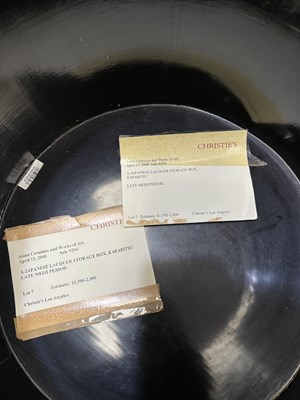 CHRISTIE'S
Asian Ceramics and Works of Art
April 13, 2000 Sale 9294
A JAPANESE LACQUER STORAGE BOX,
KARABITSU
LATE MEIJI PERIOD
Lot 7 Estimate: $1,500-2,000
Christie's Los Angeles
CHRISTIE'S
Asian Ceramics and Works of Art
April 13, 2000 Sale 9294
A JAPANESE LACQUER STORAGE BOX, KARABITSU
LATE MEIJI PERIOD
Lot 7 Estimate: $1,500-2,000
Christie's Los Angeles